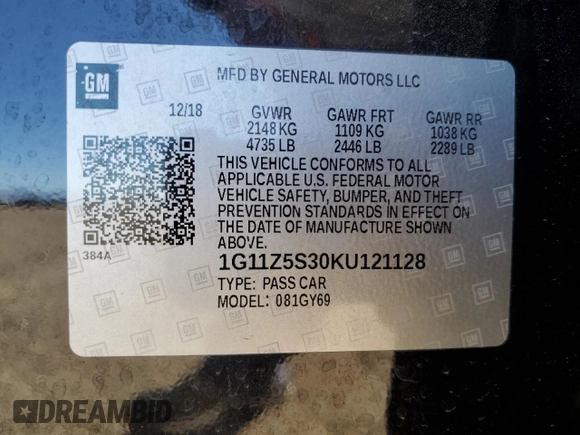 GM
MFD BY GENERAL MOTORS LLC
12/18 GVWR GAWR FRT GAWR RR
2148 KG 1109 KG 1038 KG
4735 LB 2446 LB 2289 LB
THIS VEHICLE CONFORMS TO ALL
APPLICABLE U.S. FEDERAL MOTOR
VEHICLE SAFETY, BUMPER, AND THEFT
PREVENTION STANDARDS IN EFFECT ON
THE DATE OF MANUFACTURE SHOWN
ABOVE.
384A
1G11Z5S30KU121128
TYPE: PASS CAR
MODEL: 081GY69
DREAMBID